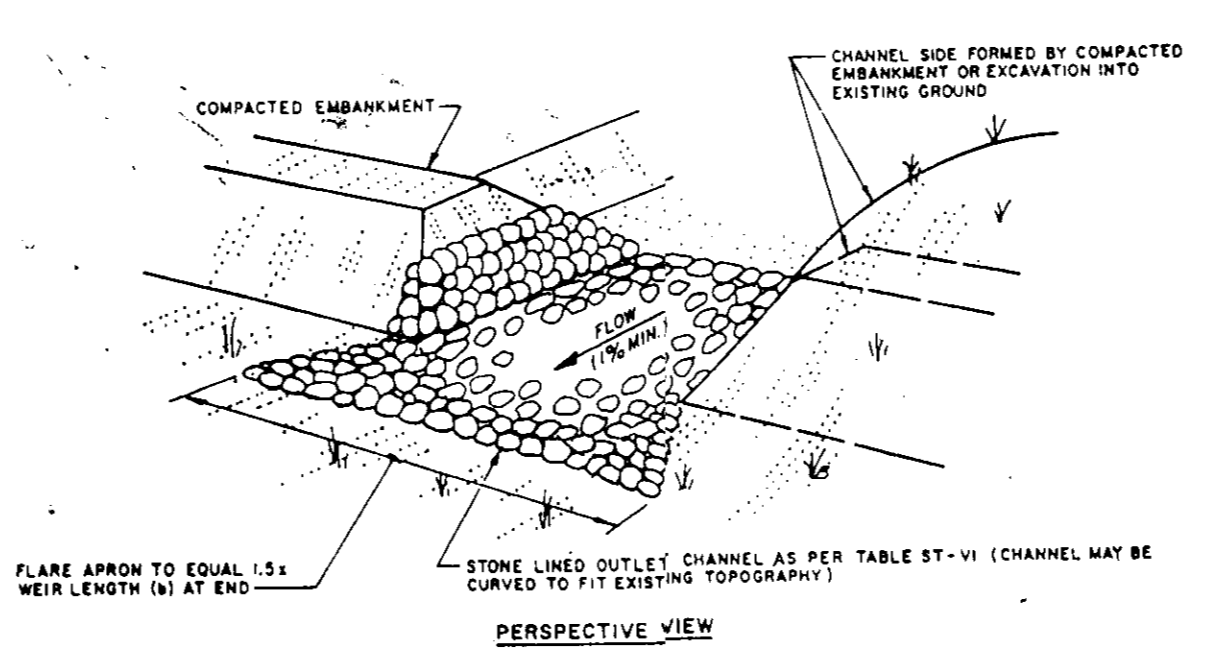 CHANNEL SIDE FORMED BY COMPACTED
EMBANKMENT OR EXCAVATION INTO
EXISTING GROUND
COMPACTED EMBANKMENT
FLOW
(1% MIN.)
FLARE APRON TO EQUAL 1.5x
WEIR LENGTH (b) AT END
STONE LINED OUTLET CHANNEL AS PER TABLE ST-VI (CHANNEL MAY BE
CURVED TO FIT EXISTING TOPOGRAPHY)
PERSPECTIVE VIEW